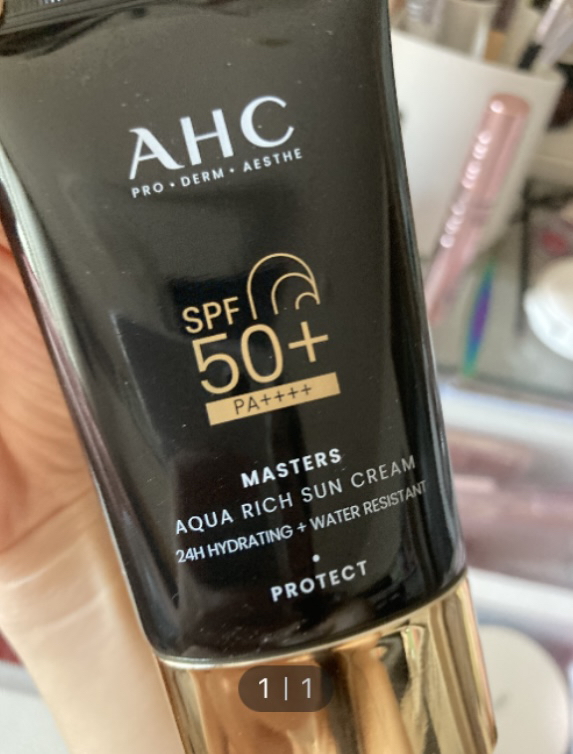 AHC
PRO • DERM • AESTHE
SPF
50+
PA++++
MASTERS
AQUA RICH SUN CREAM
24H HYDRATING + WATER RESISTANT
•
PROTECT
1 | 1